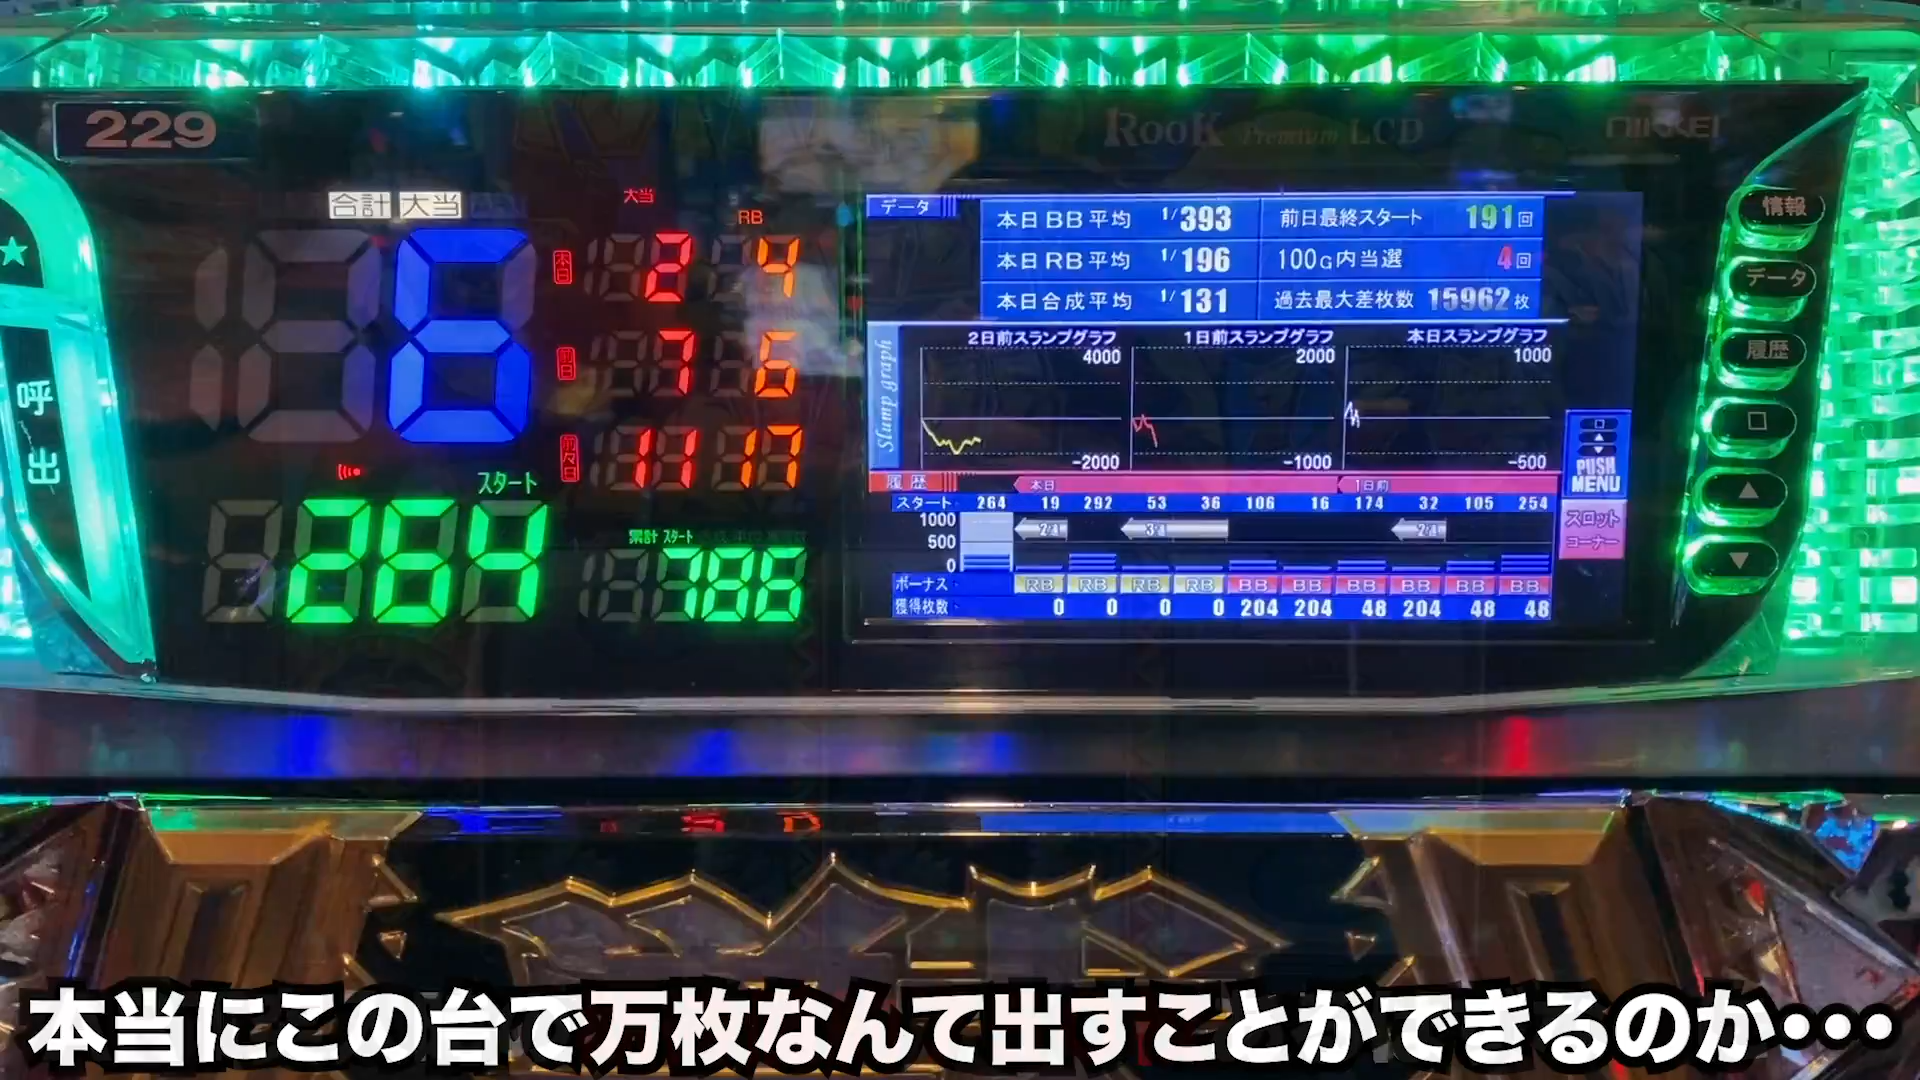 229
RooK Premium LCD
NIKKEI
呼出
合計 大当
大当
RB
本日 2 4
前日 7 6
前々日 11 17
6
スタート
264
累計 スタート
786
データ
本日BB平均 1/393 前日最終スタート 191回
本日RB平均 1/196 100G内当選 4回
本日合成平均 1/131 過去最大差枚数 15962枚
Slump graph
2日前スランプグラフ 1日前スランプグラフ 本日スランプグラフ
4000 2000 1000
-2000 -1000 -500
履歴 本日 1日前
スタート 264 19 292 53 36 106 16 174 32 105 254
1000
500
0
ボーナス RB RB RB RB BB BB BB BB BB BB
獲得枚数 0 0 0 0 204 204 48 204 48 48
PUSH
MENU
スロット
コーナー
情報
データ
履歴
本当にこの台で万枚なんて出すことができるのか・・・